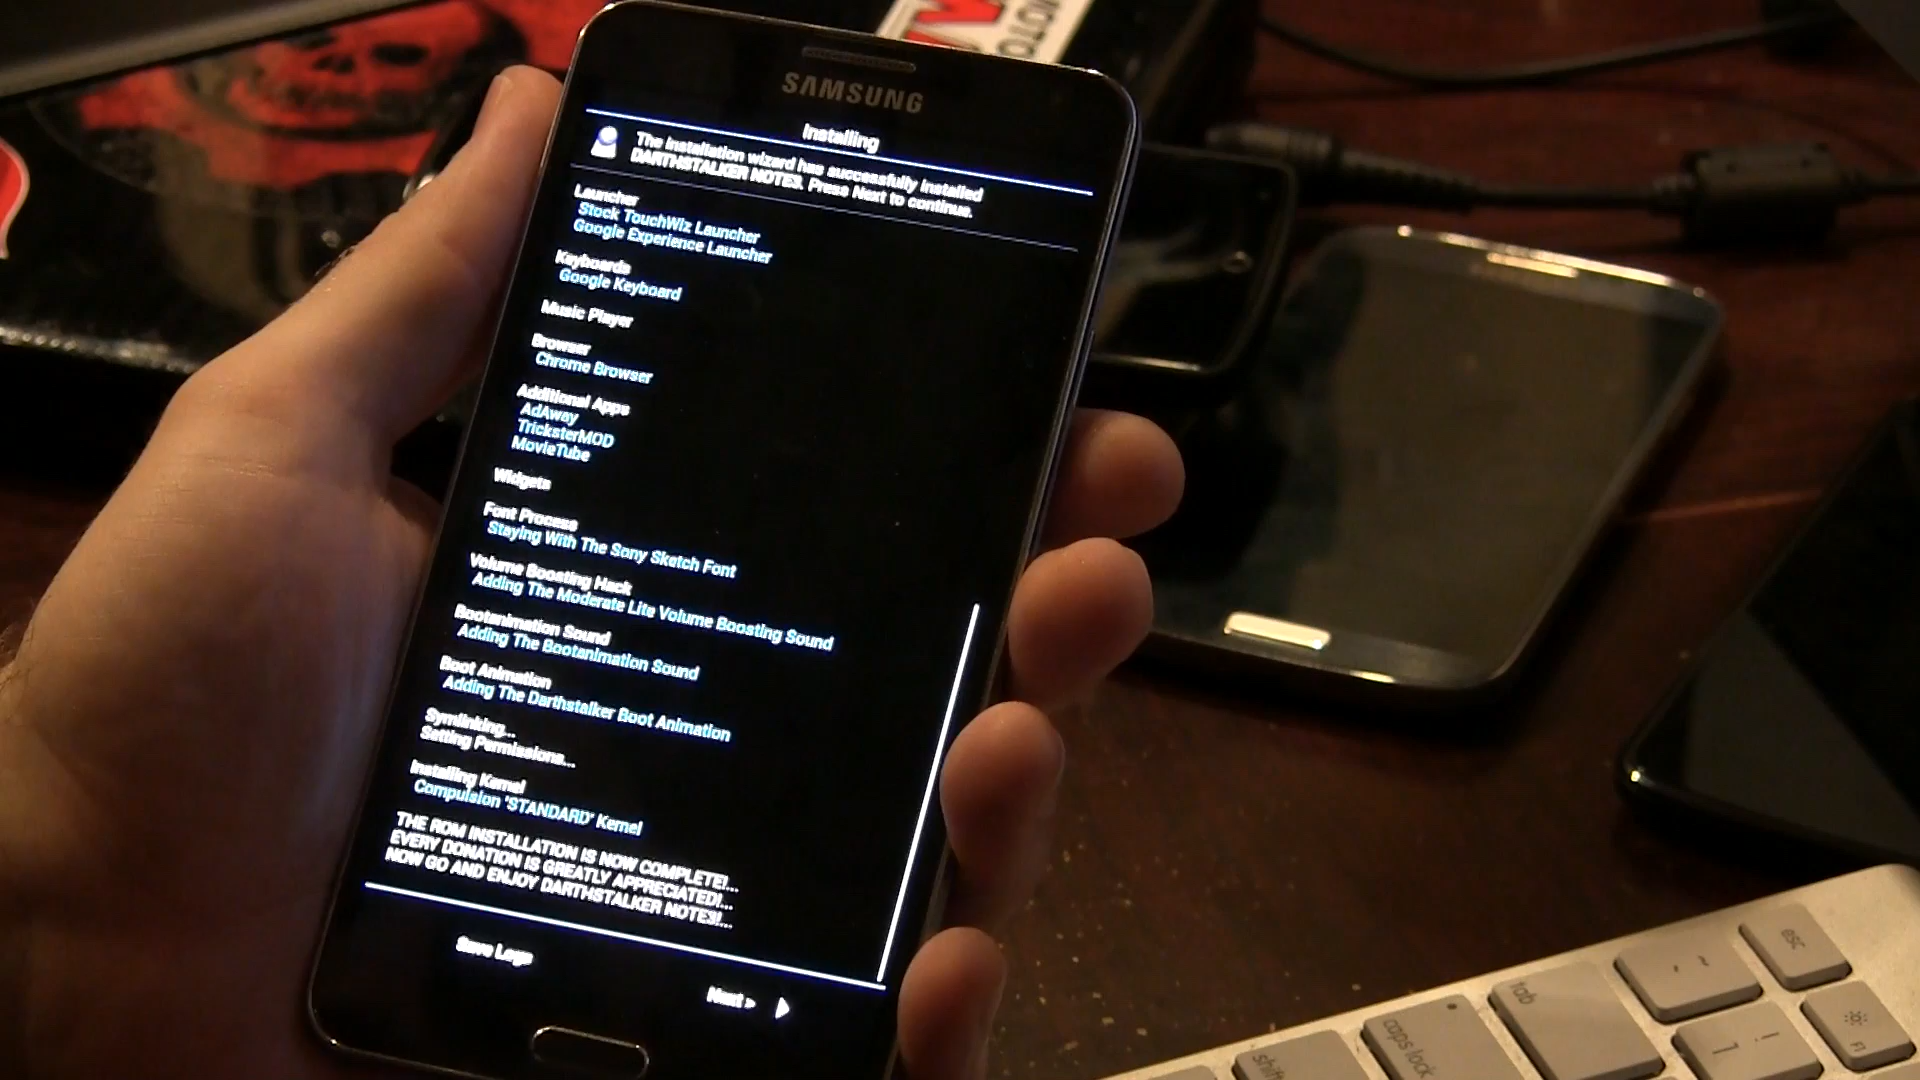 MOTO
SAMSUNG
Installing
The installation wizard has successfully installed
DARTHSTALKER NOTE3. Press Next to continue.
Launcher
Stock TouchWiz Launcher
Google Experience Launcher
Keyboards
Google Keyboard
Music Player
Browser
Chrome Browser
Additional Apps
AdAway
TricksterMOD
MovieTube
Widgets
Font Process
Staying With The Sony Sketch Font
Volume Boosting Hack
Adding The Moderate Lite Volume Boosting Sound
Bootanimation Sound
Adding The Bootanimation Sound
Boot Animation
Adding The Darthstalker Boot Animation
Symlinking...
Setting Permissions...
Installing Kernel
Compulsion "STANDARD" Kernel
THE ROM INSTALLATION IS NOW COMPLETE!...
EVERY DONATION IS GREATLY APPRECIATED!...
NOW GO AND ENJOY DARTHSTALKER NOTE3!...
Save Logs
Next >
esc
~
tab
!
1
F1
caps lock
shift